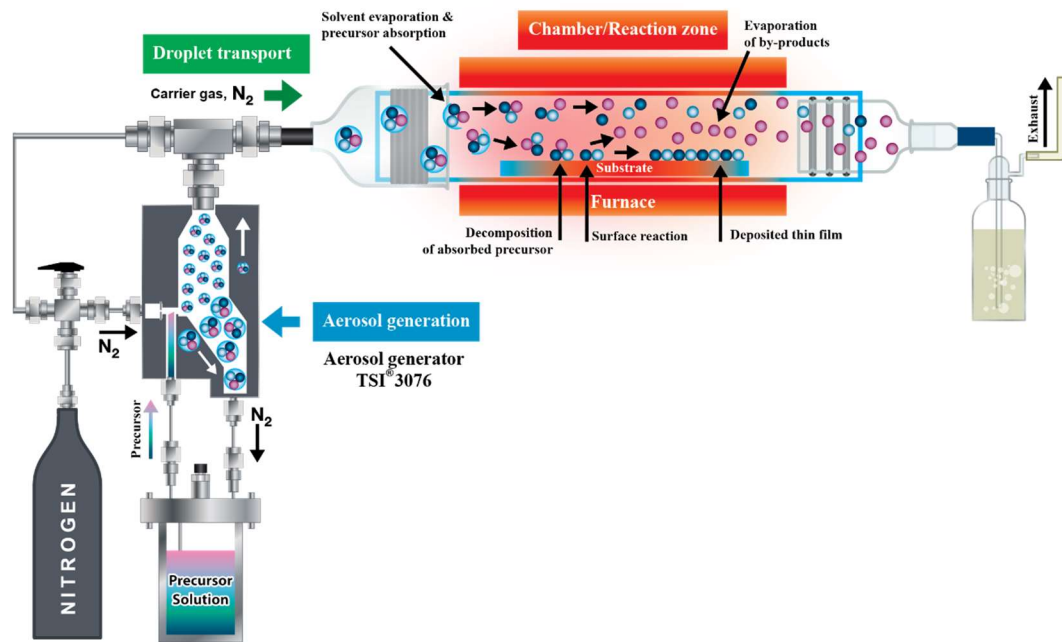 Solvent evaporation &
precursor absorption
Chamber/Reaction zone
Evaporation
of by-products
Droplet transport
Carrier gas, N₂
Exhaust
Substrate
Furnace
Decomposition
of absorbed precursor
Surface reaction
Deposited thin film
N₂
Aerosol generation
Aerosol generator
TSI® 3076
Precursor
N₂
NITROGEN
Precursor
Solution